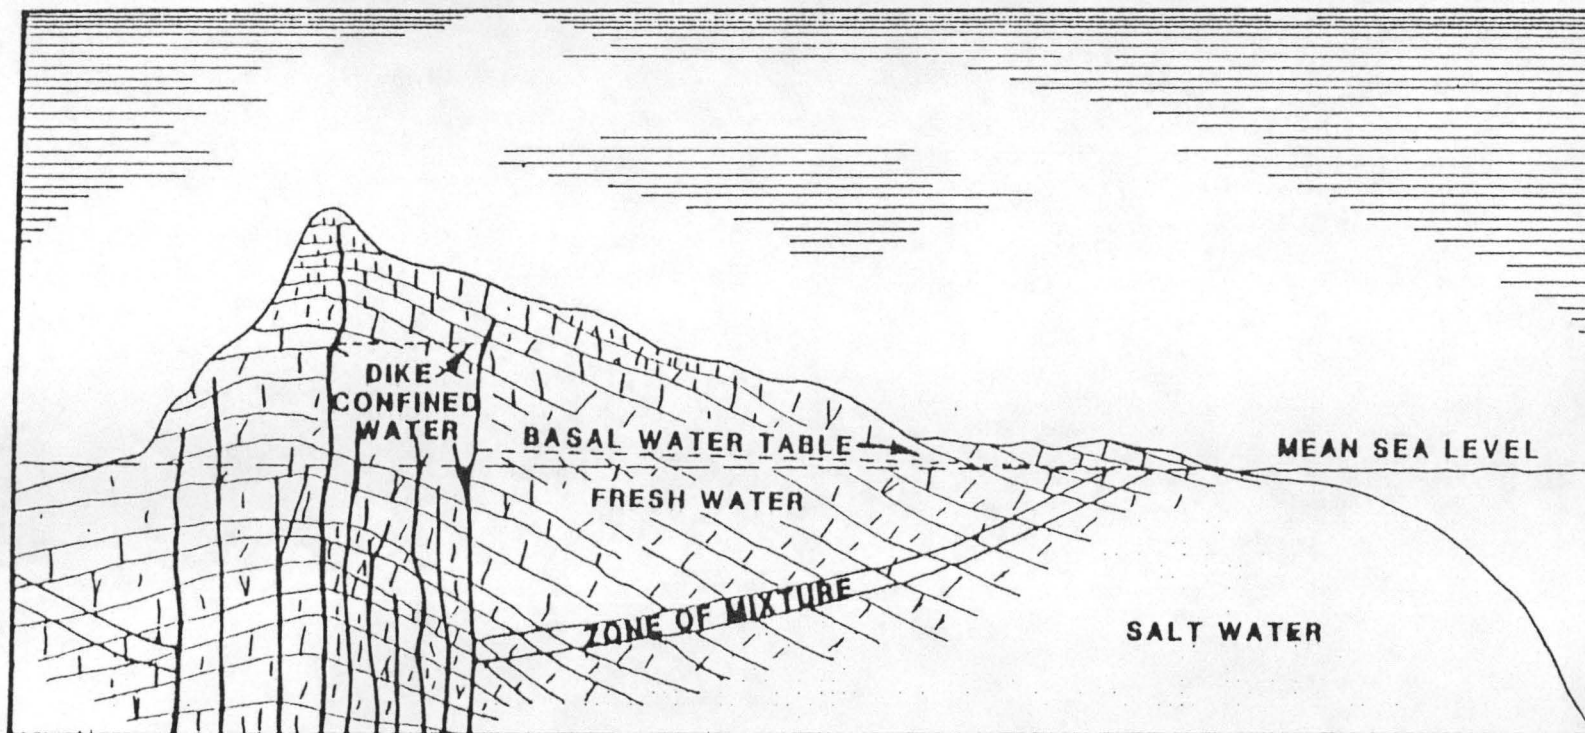 DIKE
CONFINED
WATER
BASAL WATER TABLE
MEAN SEA LEVEL
FRESH WATER
ZONE OF MIXTURE
SALT WATER